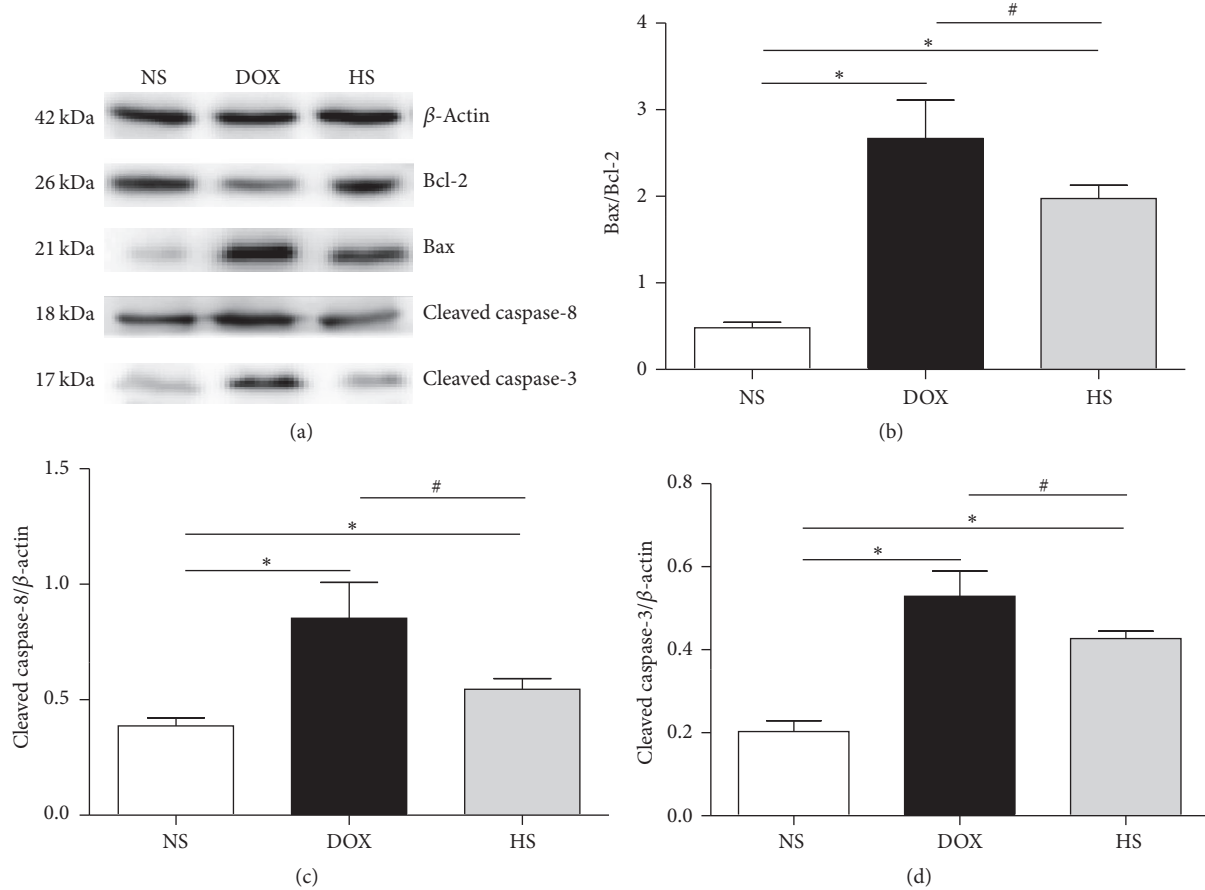 NS DOX HS
42 kDa β-Actin
26 kDa Bcl-2
21 kDa Bax
18 kDa Cleaved caspase-8
17 kDa Cleaved caspase-3
(a)
Bax/Bcl-2
4
3
2
1
0
#
*
*
NS DOX HS
(b)
Cleaved caspase-8/β-actin
1.5
1.0
0.5
0.0
#
*
*
NS DOX HS
(c)
Cleaved caspase-3/β-actin
0.8
0.6
0.4
0.2
0.0
#
*
*
NS DOX HS
(d)